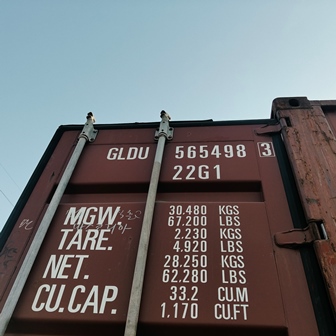 GLDU 565498 3
22G1
MGW. 30.480 KGS
67.200 LBS
TARE. 2.230 KGS
4.920 LBS
NET. 28.250 KGS
62.280 LBS
CU.CAP. 33.2 CU.M
1.170 CU.FT